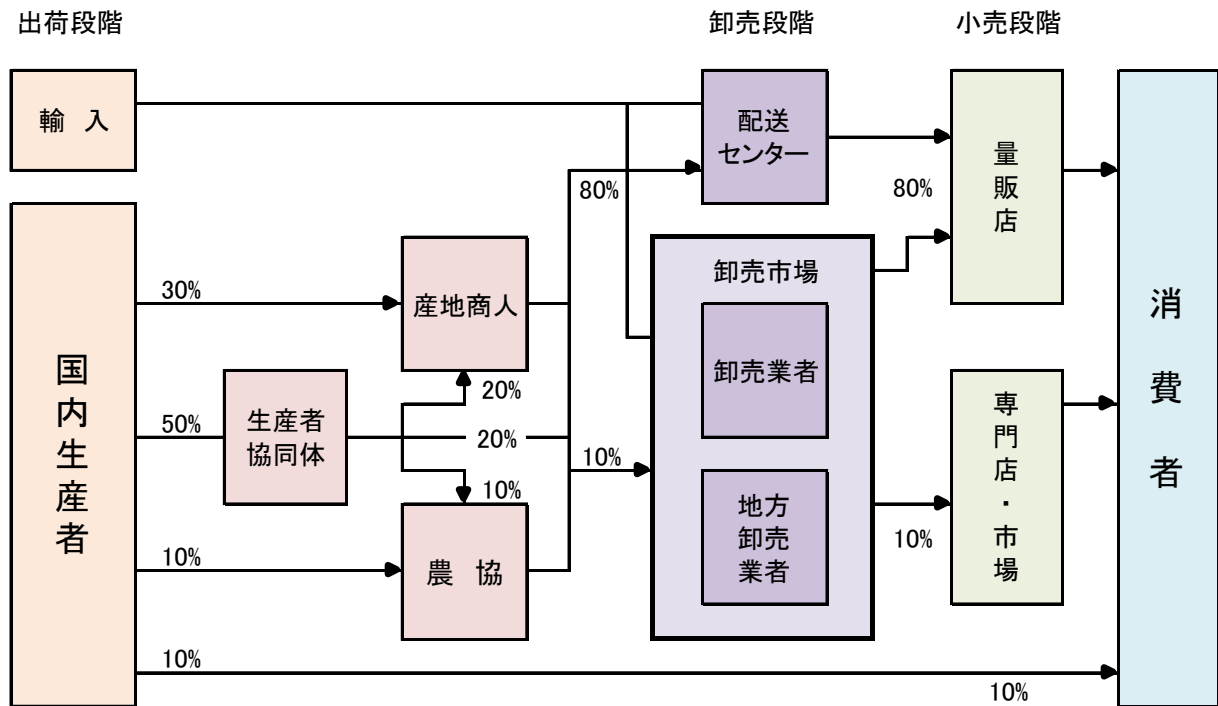 出荷段階
卸売段階
小売段階
輸 入
配送
センター
量
販
店
80%
80%
卸売市場
30%
産地商人
消
費
者
国
内
生
産
者
卸売業者
20%
50%
生産者
協同体
20%
10%
専
門
店
・
市
場
10%
地方
卸売
業者
10%
10%
農 協
10%
10%